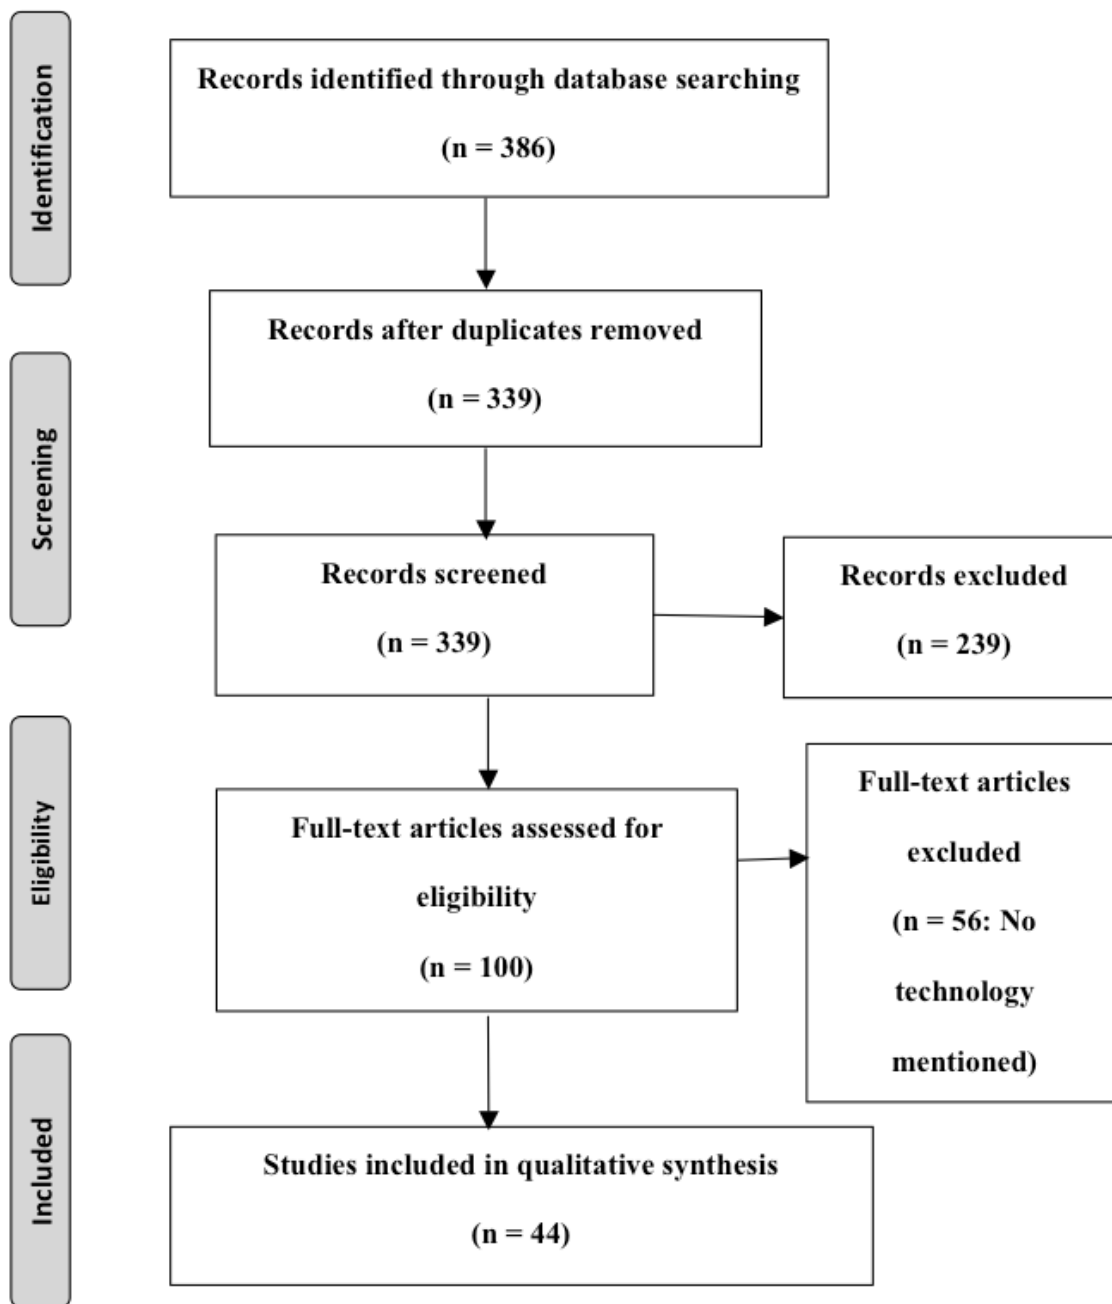 Identification
Records identified through database searching
(n = 386)
Records after duplicates removed
(n = 339)
Screening
Records screened
(n = 339)
Records excluded
(n = 239)
Eligibility
Full-text articles assessed for
eligibility
(n = 100)
Full-text articles
excluded
(n = 56: No
technology
mentioned)
Included
Studies included in qualitative synthesis
(n = 44)